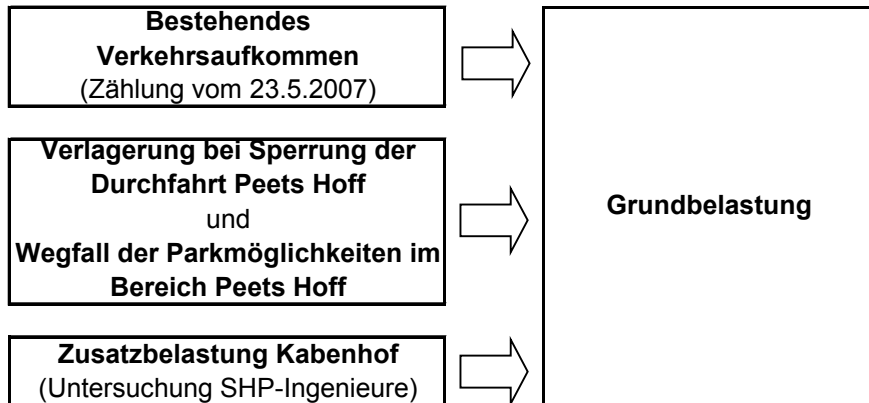 Bestehendes
Verkehrsaufkommen
(Zählung vom 23.5.2007)
Verlagerung bei Sperrung der
Durchfahrt Peets Hoff
und
Wegfall der Parkmöglichkeiten im
Bereich Peets Hoff
Zusatzbelastung Kabenhof
(Untersuchung SHP-Ingenieure)
Grundbelastung